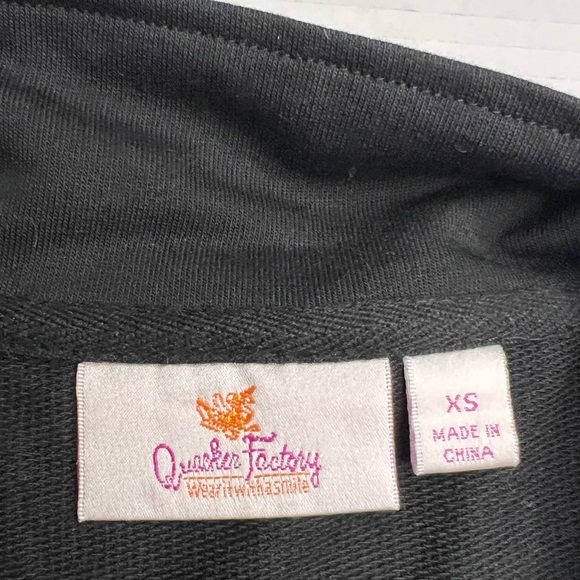 Quacker Factory
Wear it with a Smile
XS
MADE IN
CHINA